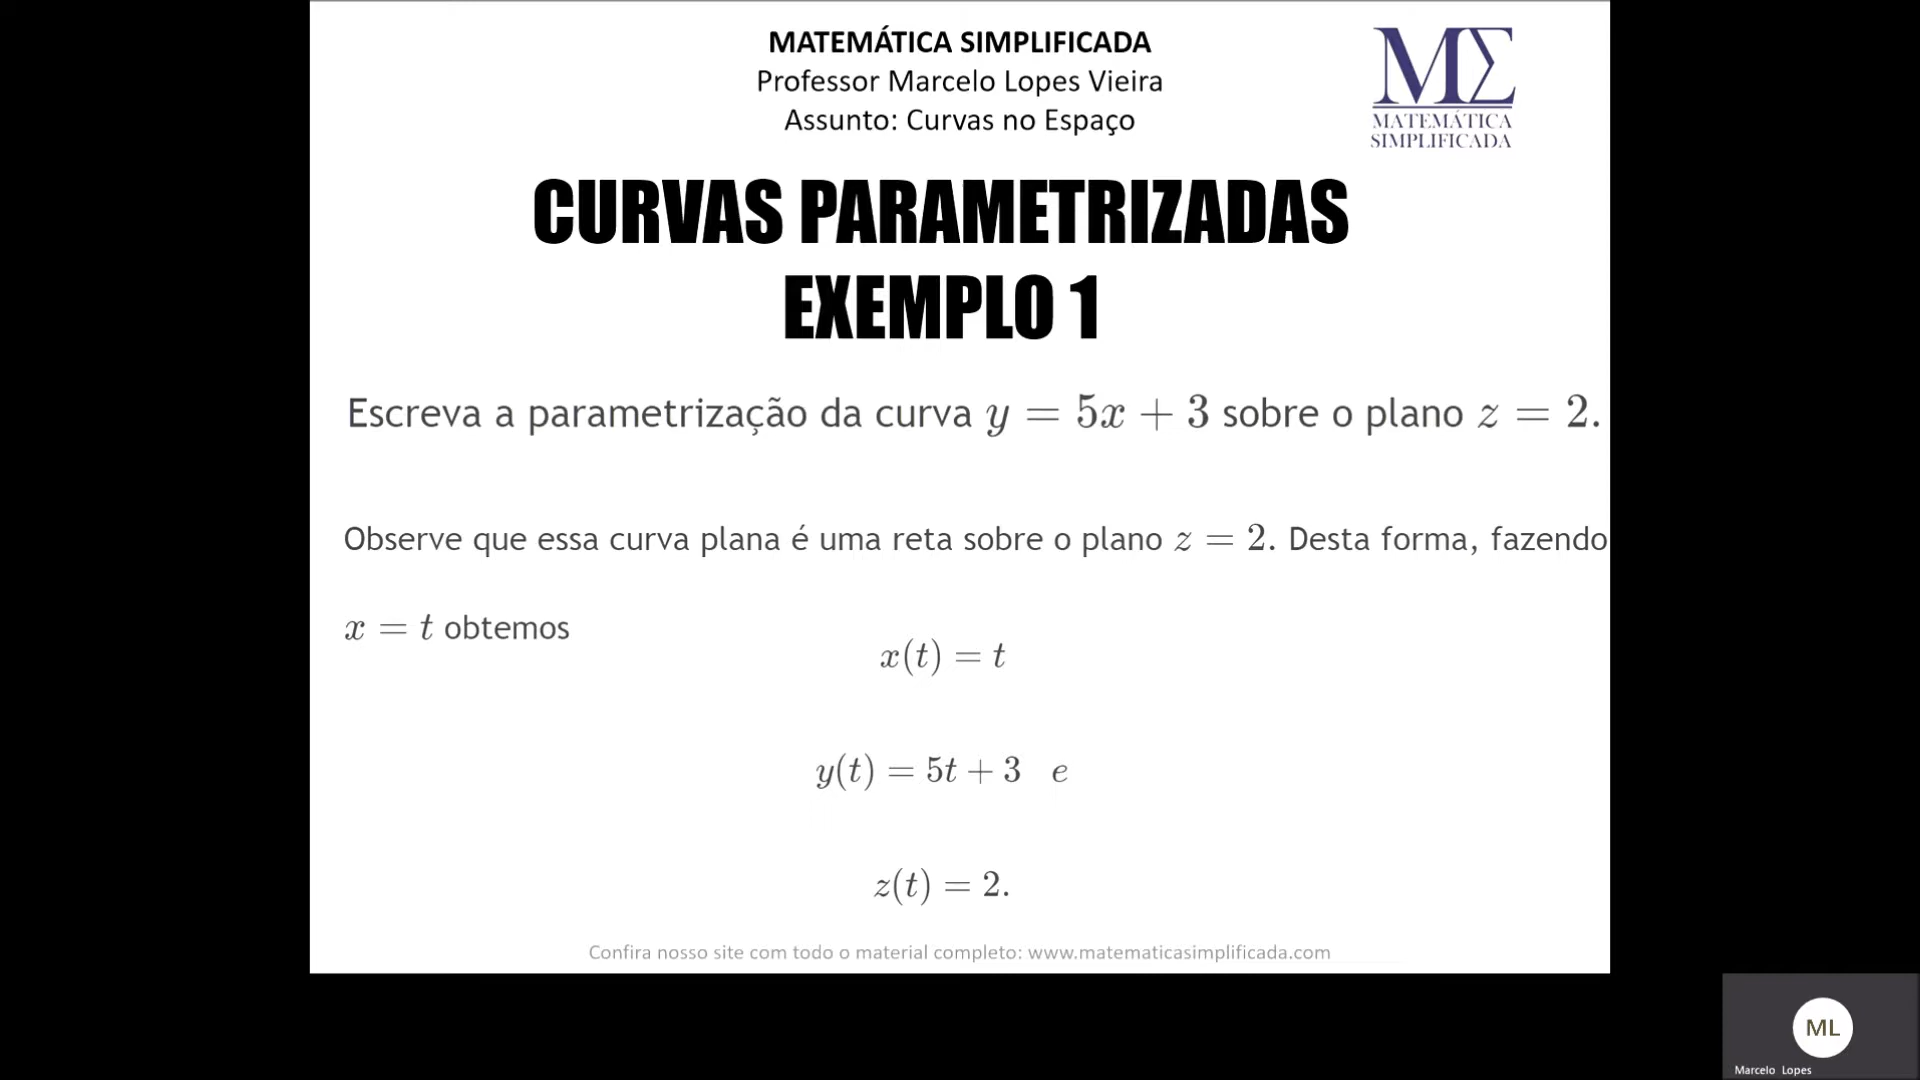 MATEMÁTICA SIMPLIFICADA
Professor Marcelo Lopes Vieira
Assunto: Curvas no Espaço
MΣ
MATEMÁTICA
SIMPLIFICADA
CURVAS PARAMETRIZADAS
EXEMPLO 1
Escreva a parametrização da curva y = 5x + 3 sobre o plano z = 2.
Observe que essa curva plana é uma reta sobre o plano z = 2. Desta forma, fazendo
x = t obtemos
x(t) = t
y(t) = 5t + 3 e
z(t) = 2.
Confira nosso site com todo o material completo: www.matematicasimplificada.com
ML
Marcelo Lopes